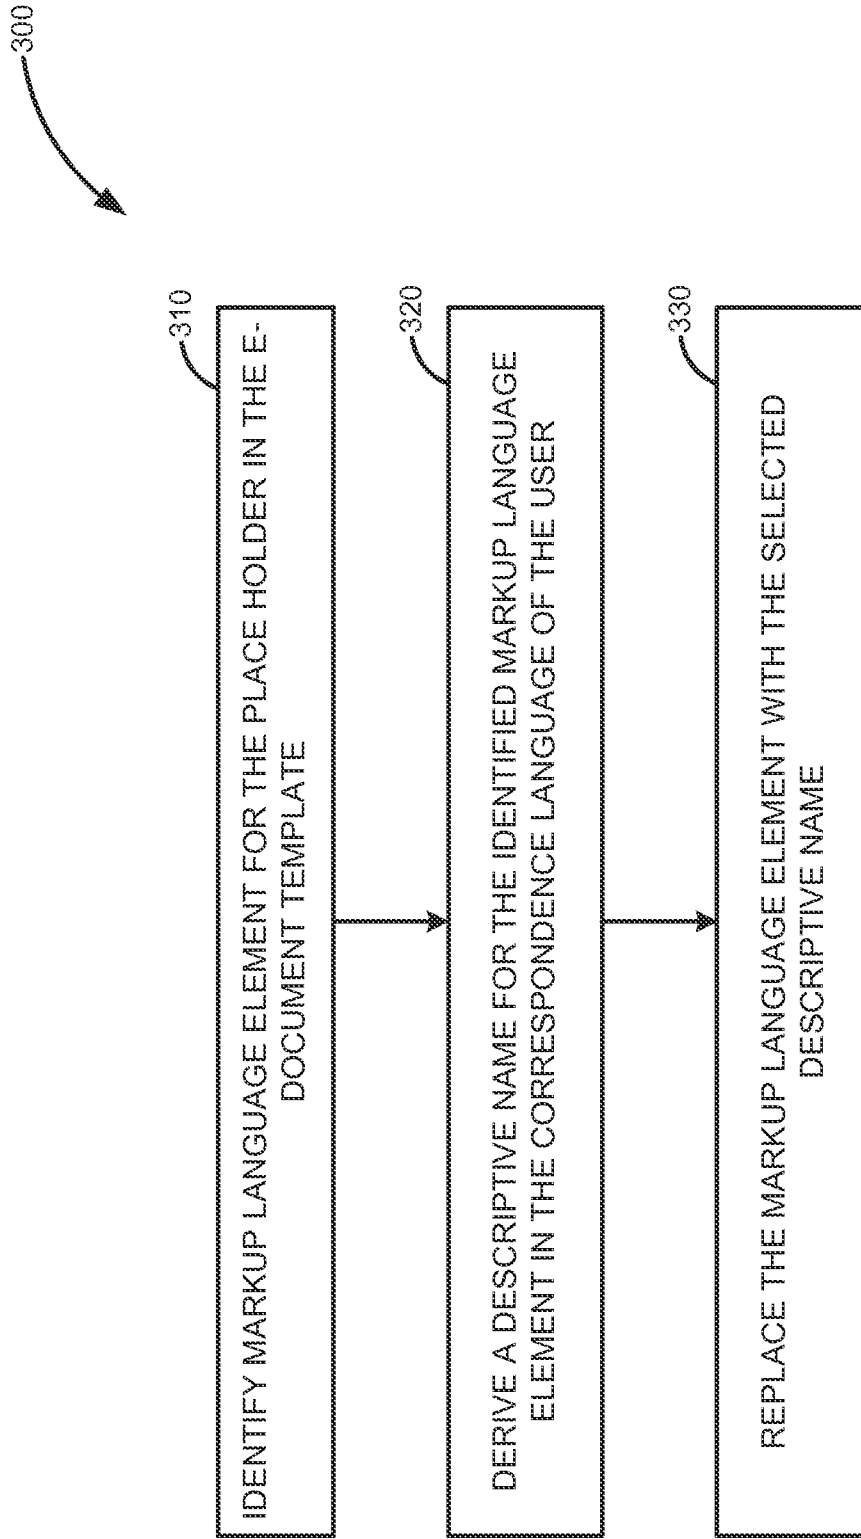 300
310
IDENTIFY MARKUP LANGUAGE ELEMENT FOR THE PLACE HOLDER IN THE E-
DOCUMENT TEMPLATE
320
DERIVE A DESCRIPTIVE NAME FOR THE IDENTIFIED MARKUP LANGUAGE
ELEMENT IN THE CORRESPONDENCE LANGUAGE OF THE USER
330
REPLACE THE MARKUP LANGUAGE ELEMENT WITH THE SELECTED
DESCRIPTIVE NAME